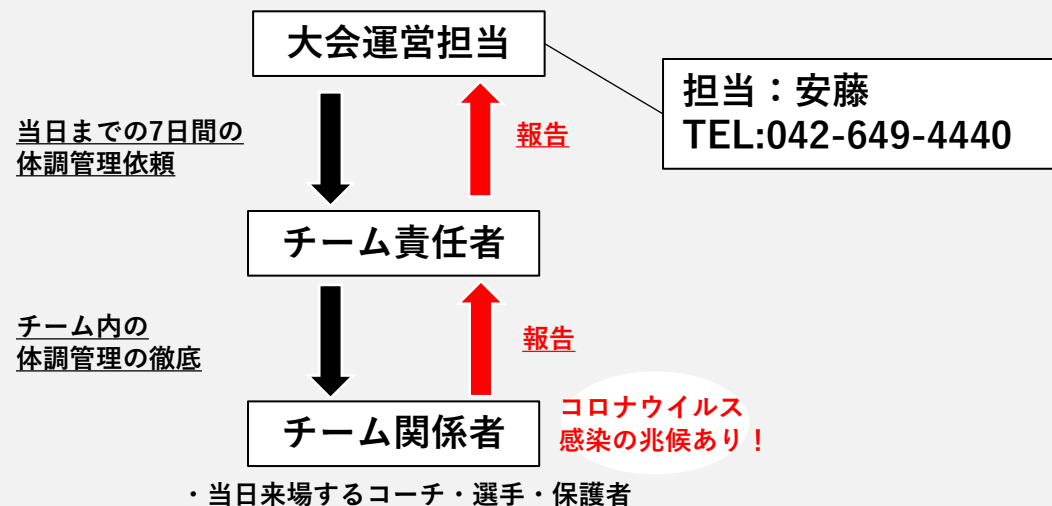 大会運営担当
担当：安藤
TEL:042-649-4440
当日までの7日間の
体調管理依頼
報告
チーム責任者
チーム内の
体調管理の徹底
報告
チーム関係者
コロナウイルス
感染の兆候あり！
・当日来場するコーチ・選手・保護者